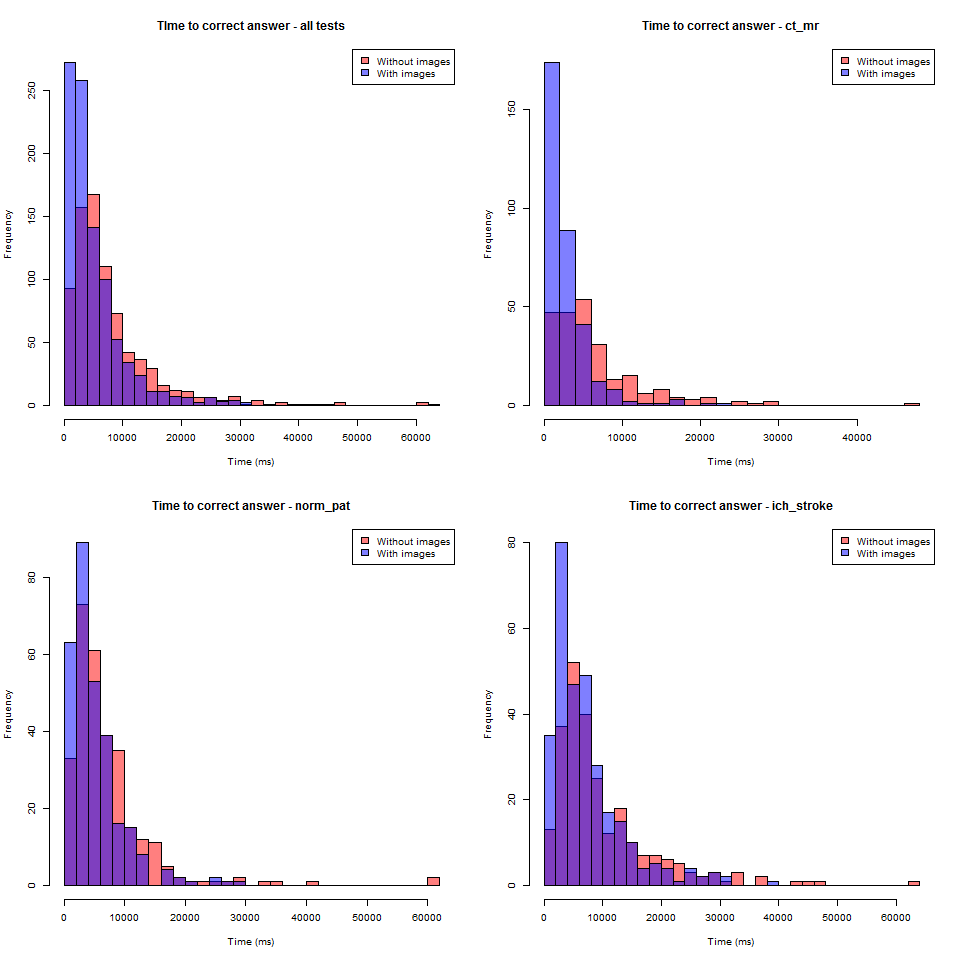 TIme to correct answer - all tests
Without images
With images
Frequency
250
200
150
100
50
0
0 10000 20000 30000 40000 50000 60000
Time (ms)
Time to correct answer - ct_mr
Without images
With images
Frequency
150
100
50
0
0 10000 20000 30000 40000
Time (ms)
Time to correct answer - norm_pat
Without images
With images
Frequency
80
60
40
20
0
0 10000 20000 30000 40000 50000 60000
Time (ms)
Time to correct answer - ich_stroke
Without images
With images
Frequency
80
60
40
20
0
0 10000 20000 30000 40000 50000 60000
Time (ms)